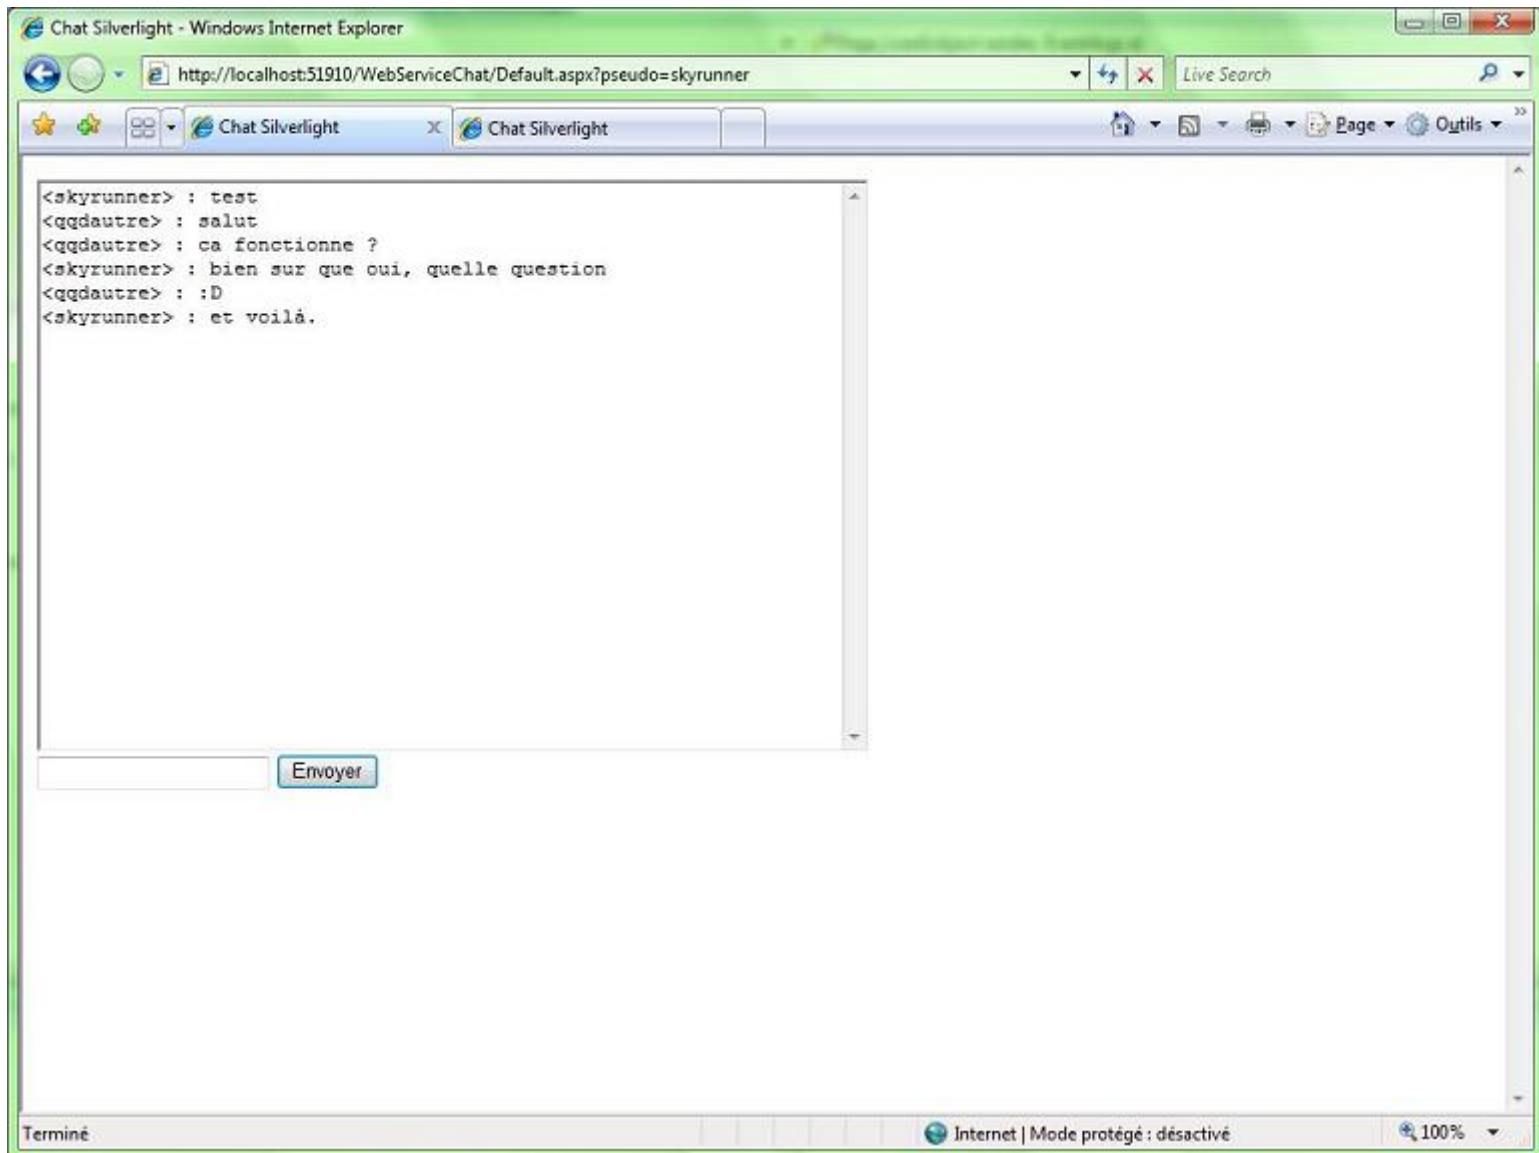 Chat Silverlight - Windows Internet Explorer
http://localhost:51910/WebServiceChat/Default.aspx?pseudo=skyrunner
Live Search
Chat Silverlight
Chat Silverlight
Page
Outils
<skyrunner> : test
<qqdautre> : salut
<qqdautre> : ca fonctionne ?
<skyrunner> : bien sur que oui, quelle question
<qqdautre> : :D
<skyrunner> : et voilà.
Envoyer
Terminé
Internet | Mode protégé : désactivé
100%